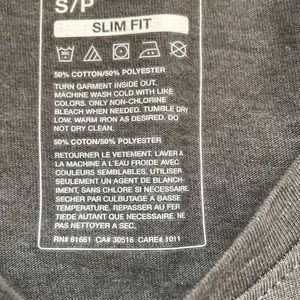 S/P
SLIM FIT
50% COTTON/50% POLYESTER
TURN GARMENT INSIDE OUT.
MACHINE WASH COLD WITH LIKE
COLORS. ONLY NON-CHLORINE
BLEACH WHEN NEEDED. TUMBLE DRY
LOW. WARM IRON AS DESIRED. DO
NOT DRY CLEAN.
50% COTON/50% POLYESTER
RETOURNER LE VETEMENT. LAVER A
LA MACHINE A L'EAU FROIDE AVEC
COULEURS SEMBLABLES, UTILISER
SEULEMENT UN AGENT DE BLANCH-
IMENT, SANS CHLORE SI NECESSAIRE.
SECHER PAR CULBUTAGE A BASSE
TEMPERATURE. REPASSER AU FER
TIEDE AUTANT QUE NECESSAIRE. NE
PAS NETTOYER A SEC.
RN# 61661 CA# 30516 CARE# 1011